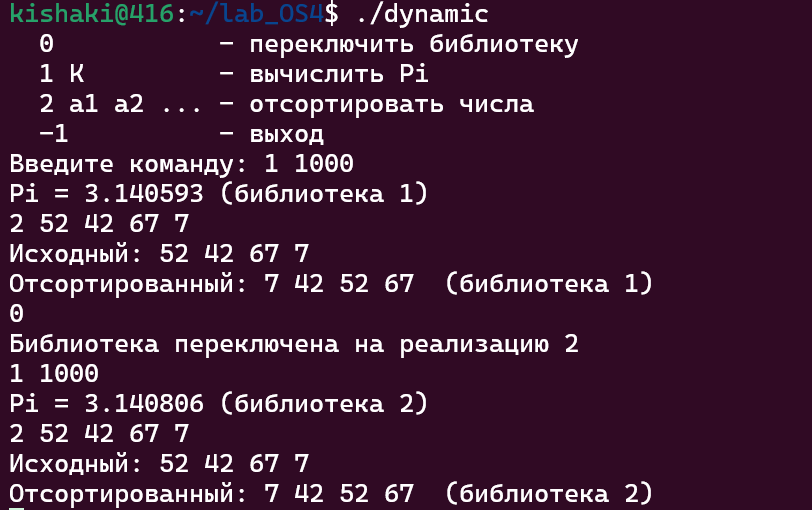 kishaki@416:~/lab_OS4$ ./dynamic
  0           – переключить библиотеку
  1 K         – вычислить Pi
  2 a1 a2 ... – отсортировать числа
  –1          – выход
Введите команду: 1 1000
Pi = 3.140593 (библиотека 1)
2 52 42 67 7
Исходный: 52 42 67 7
Отсортированный: 7 42 52 67  (библиотека 1)
0
Библиотека переключена на реализацию 2
1 1000
Pi = 3.140806 (библиотека 2)
2 52 42 67 7
Исходный: 52 42 67 7
Отсортированный: 7 42 52 67  (библиотека 2)